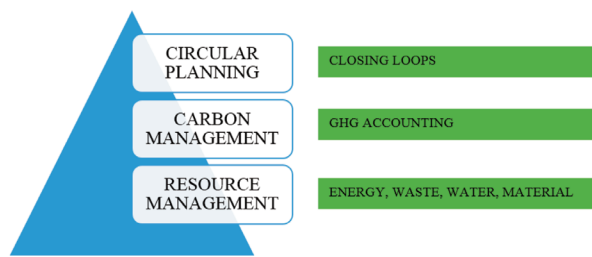 CIRCULAR
PLANNING
CLOSING LOOPS
CARBON
MANAGEMENT
GHG ACCOUNTING
RESOURCE
MANAGEMENT
ENERGY, WASTE, WATER, MATERIAL